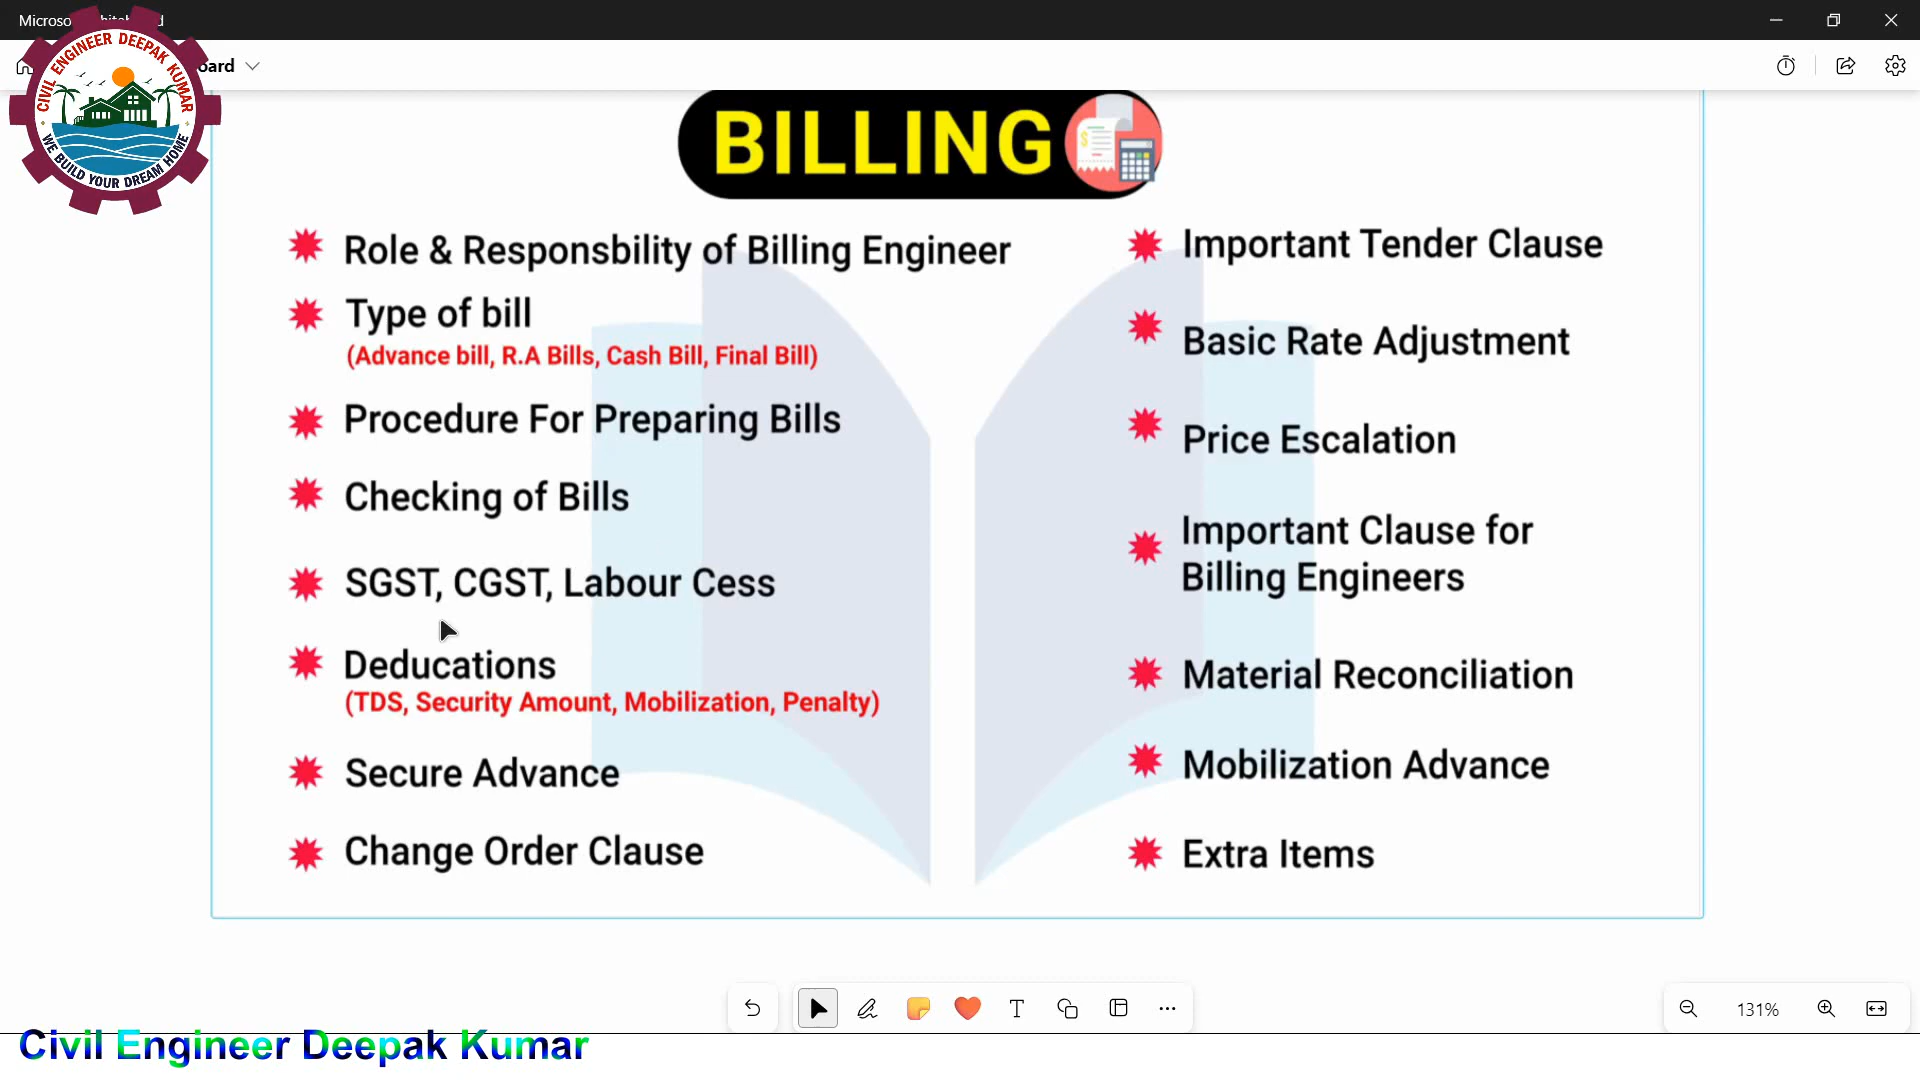 CIVIL ENGINEER DEEPAK KUMAR
WE BUILD YOUR DREAM HOME
BILLING
Role & Responsbility of Billing Engineer
Type of bill
(Advance bill, R.A Bills, Cash Bill, Final Bill)
Procedure For Preparing Bills
Checking of Bills
SGST, CGST, Labour Cess
Deducations
(TDS, Security Amount, Mobilization, Penalty)
Secure Advance
Change Order Clause
Important Tender Clause
Basic Rate Adjustment
Price Escalation
Important Clause for
Billing Engineers
Material Reconciliation
Mobilization Advance
Extra Items
131%
Civil Engineer Deepak Kumar